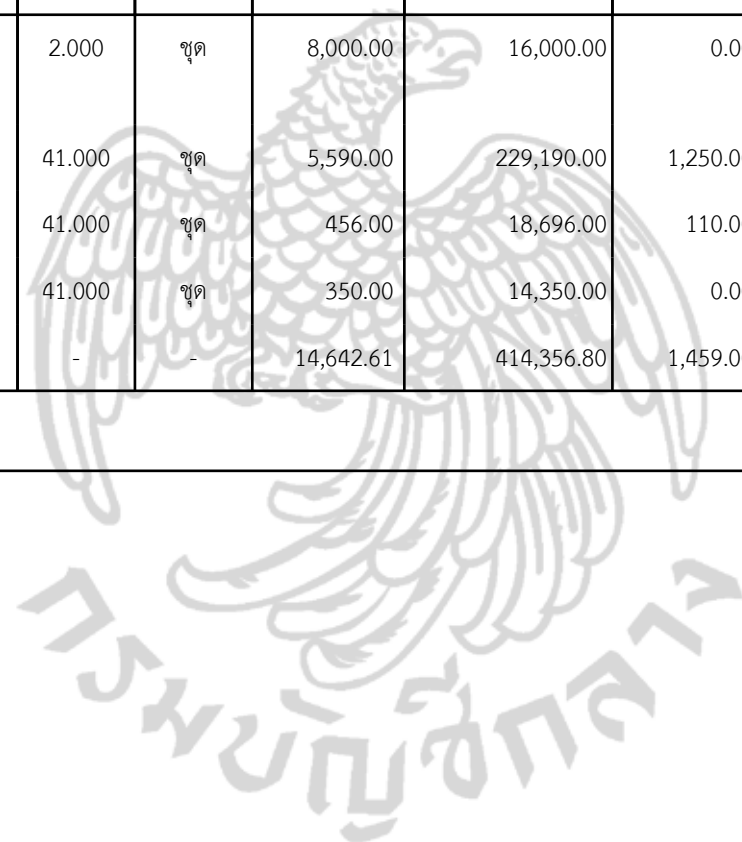 2.000 ชุด 8,000.00 16,000.00 0.0
41.000 ชุด 5,590.00 229,190.00 1,250.0
41.000 ชุด 456.00 18,696.00 110.0
41.000 ชุด 350.00 14,350.00 0.0
- - 14,642.61 414,356.80 1,459.0
กรมบัญชีกลาง